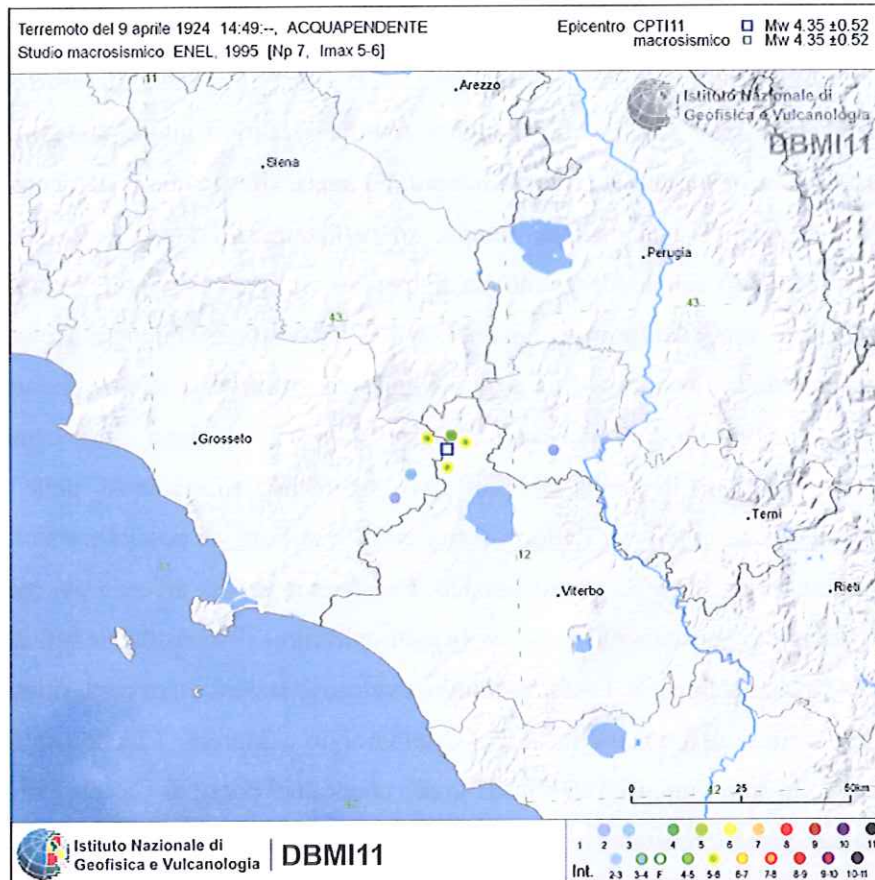 Terremoto del 9 aprile 1924 14:49:--, ACQUAPENDENTE
Studio macrosismico ENEL, 1995 [Np 7, Imax 5-6]
Epicentro CPTI11 Mw 4.35 ±0.52
macrosismico Mw 4.35 ±0.52
11
Arezzo
Istituto Nazionale di
Geofisica e Vulcanologia
DBMI11
Siena
Perugia
43
43
Grosseto
Terni
12
Viterbo
Rieti
0 25 50km
42
Istituto Nazionale di
Geofisica e Vulcanologia
DBMI11
1 2 3 4 5 6 7 8 9 10 11
Int. 2-3 3-4 F 4-5 5-6 6-7 7-8 8-9 9-10 10-11